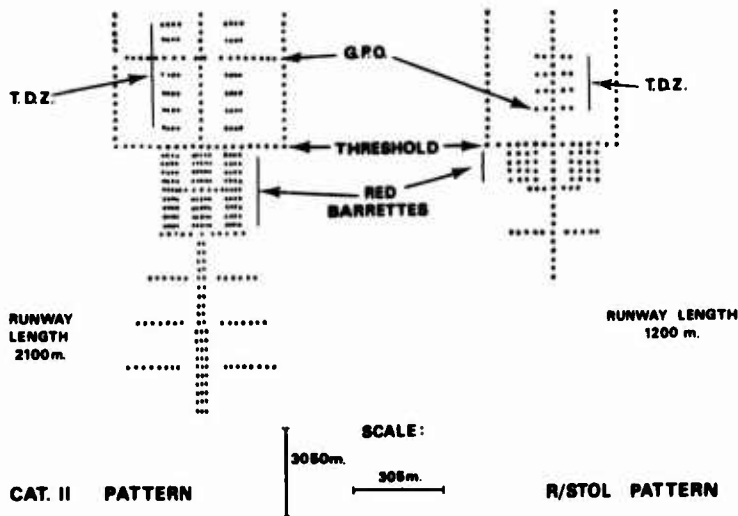 G.P.O.
T.D.Z.
T.D.Z.
THRESHOLD
RED
BARRETTES
RUNWAY
LENGTH
2100m.
RUNWAY LENGTH
1200 m.
SCALE:
3050m.
305m.
CAT. II PATTERN
R/STOL PATTERN